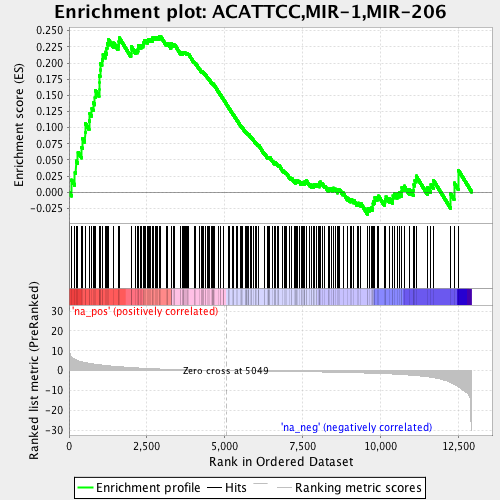 Enrichment plot: ACATTCC,MIR-1,MIR-206
Enrichment score (ES)
0.250
0.225
0.200
0.175
0.150
0.125
0.100
0.075
0.050
0.025
0.000
-0.025
Ranked list metric (PreRanked)
'na_pos' (positively correlated)
30
20
10
0
-10
-20
-30
Zero cross at 5049
'na_neg' (negatively correlated)
0
2,500
5,000
7,500
10,000
12,500
Rank in Ordered Dataset
Enrichment profile
Hits
Ranking metric scores